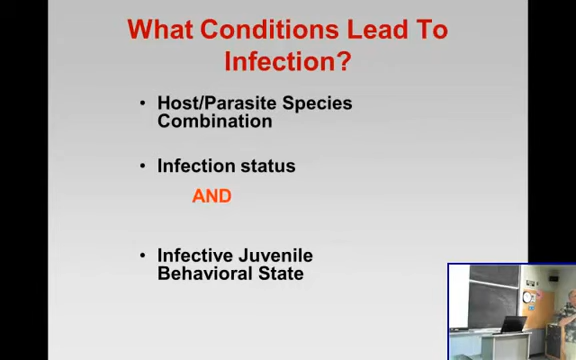 What Conditions Lead To
Infection?
• Host/Parasite Species
Combination
• Infection status
AND
• Infective Juvenile
Behavioral State